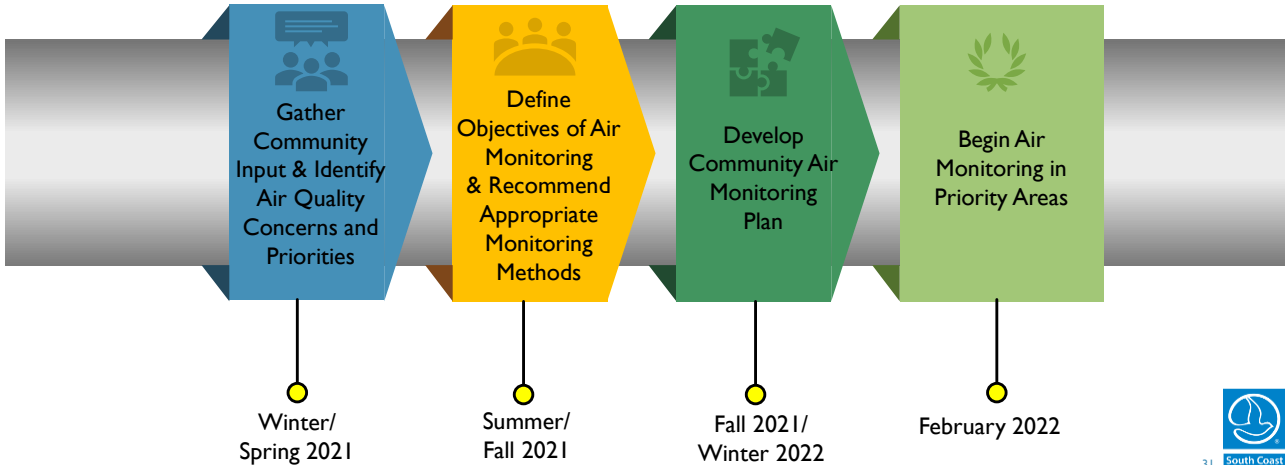 Gather
Community
Input & Identify
Air Quality
Concerns and
Priorities
Define
Objectives of Air
Monitoring
& Recommend
Appropriate
Monitoring
Methods
Develop
Community Air
Monitoring
Plan
Begin Air
Monitoring in
Priority Areas
Winter/
Spring 2021
Summer/
Fall 2021
Fall 2021/
Winter 2022
February 2022
31
South Coast